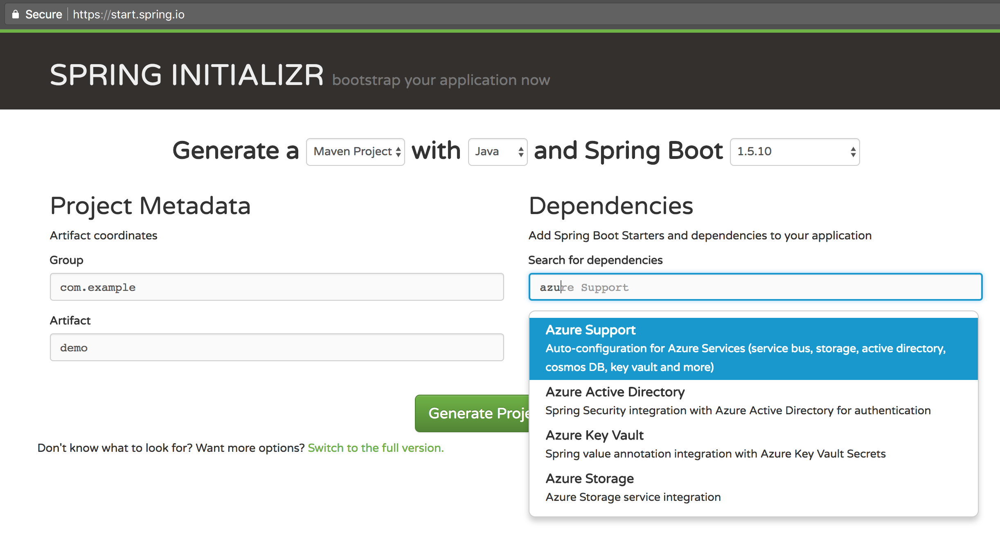 Secure https://start.spring.io
SPRING INITIALIZR bootstrap your application now
Generate a Maven Project with Java and Spring Boot 1.5.10
Project Metadata
Artifact coordinates
Group
com.example
Artifact
demo
Dependencies
Add Spring Boot Starters and dependencies to your application
Search for dependencies
azure Support
Azure Support
Auto-configuration for Azure Services (service bus, storage, active directory,
cosmos DB, key vault and more)
Azure Active Directory
Spring Security integration with Azure Active Directory for authentication
Azure Key Vault
Spring value annotation integration with Azure Key Vault Secrets
Azure Storage
Azure Storage service integration
Generate Proje
Don't know what to look for? Want more options? Switch to the full version.